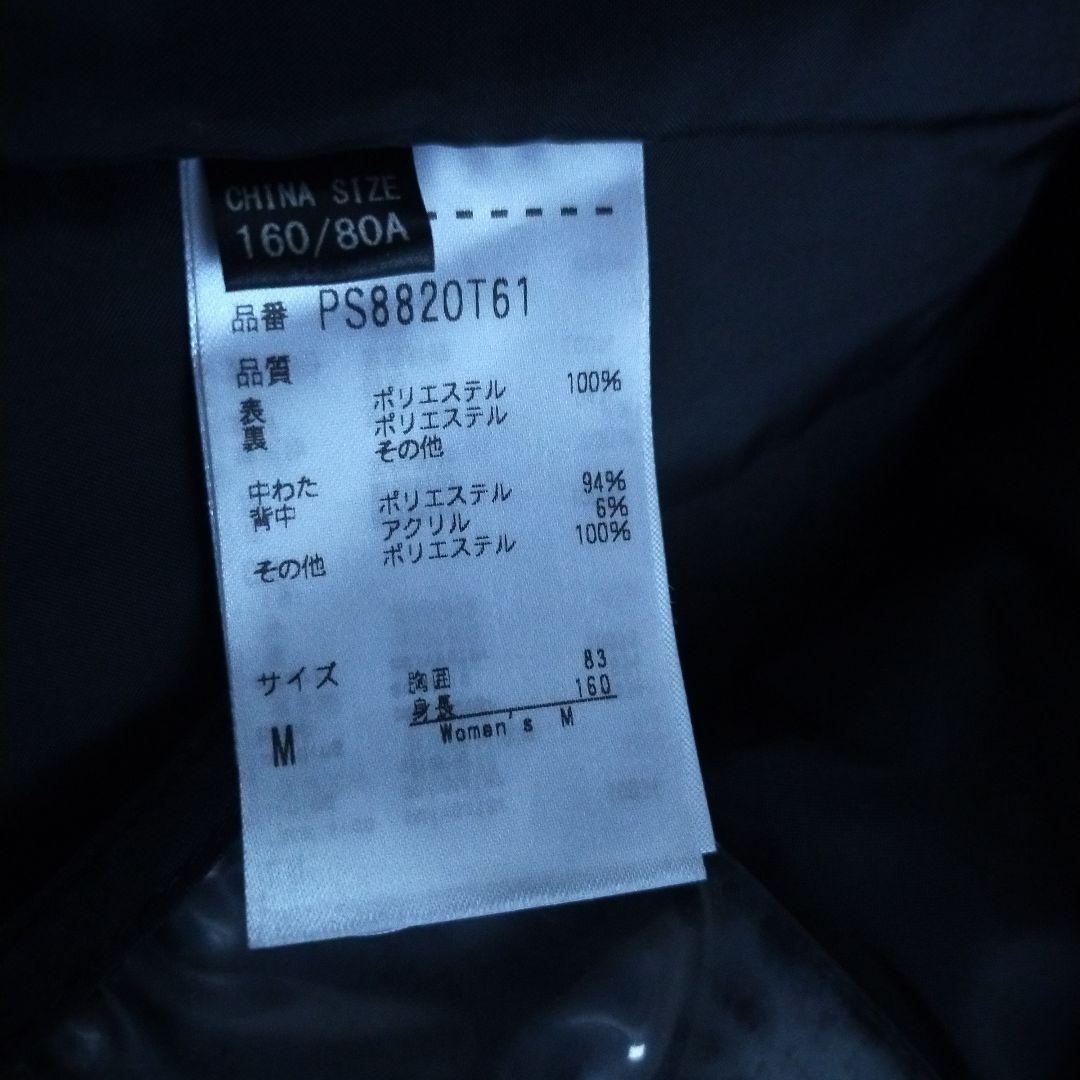 CHINA SIZE
160/80A
品番 PS8820T61
品質
表 ポリエステル 100%
裏 ポリエステル
その他
中わた ポリエステル 94%
背中 アクリル 6%
その他 ポリエステル 100%
サイズ 胸囲 83
身長 160
M Women's M